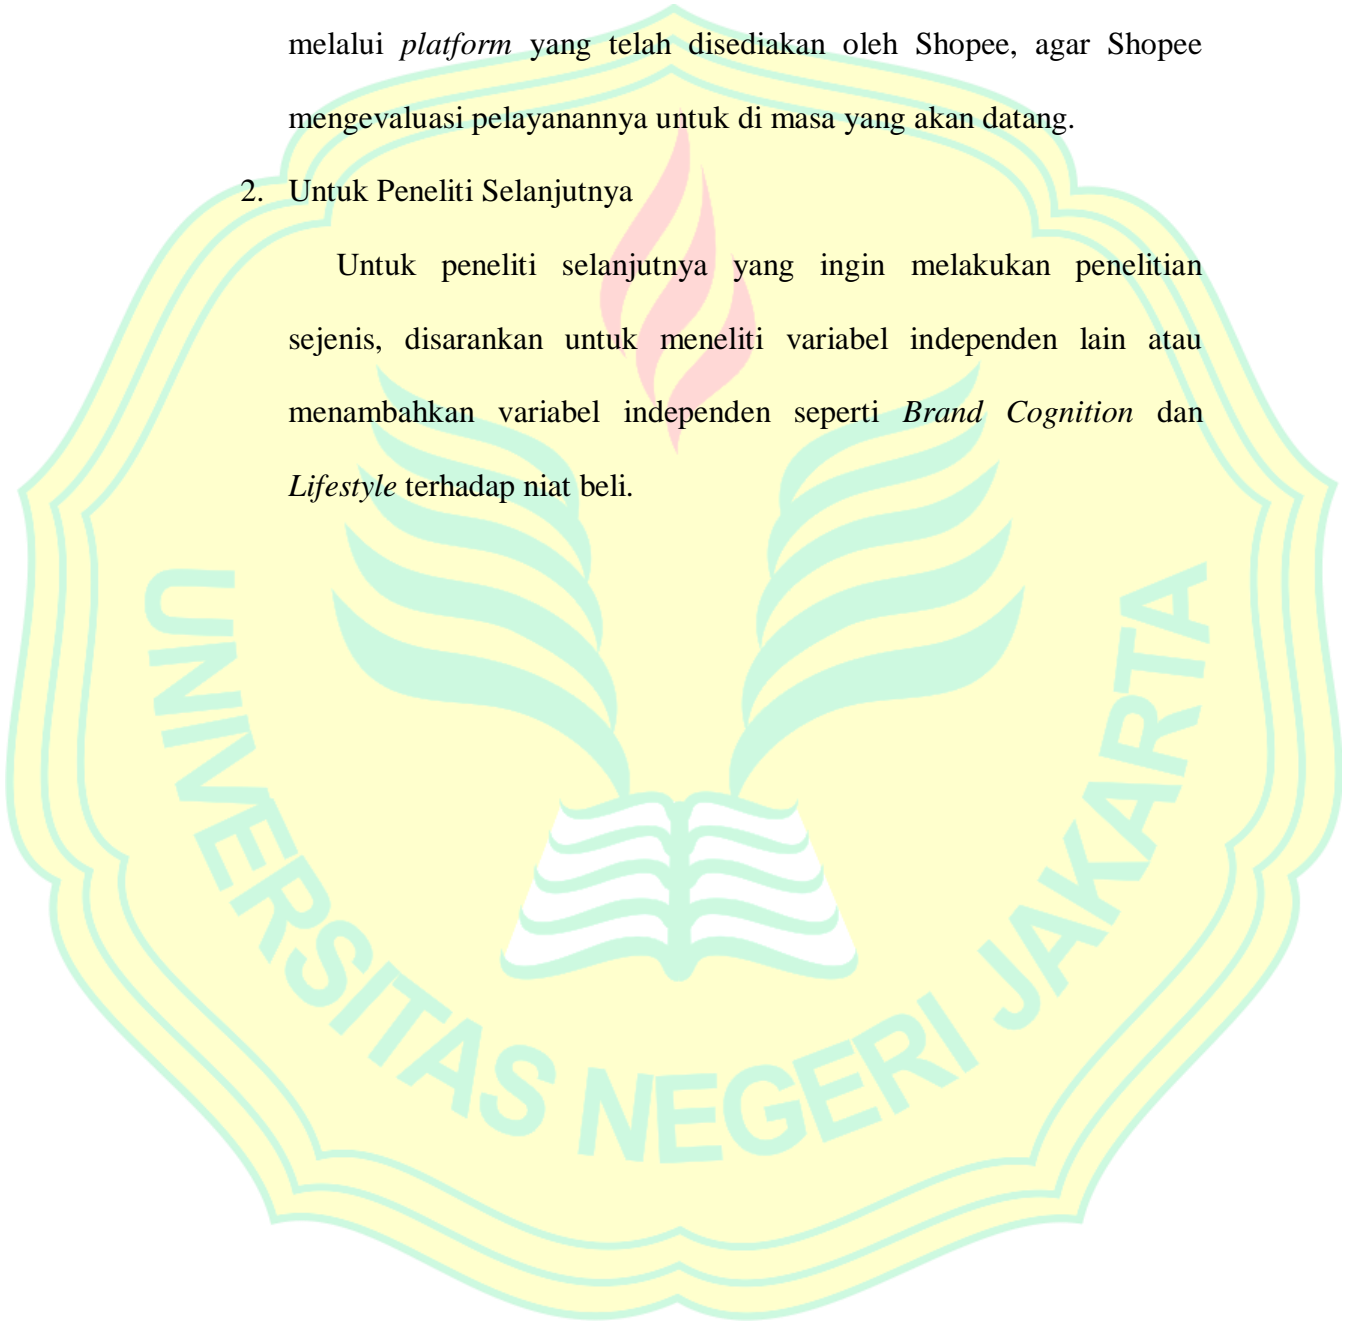 melalui platform yang telah disediakan oleh Shopee, agar Shopee
mengevaluasi pelayanannya untuk di masa yang akan datang.
2. Untuk Peneliti Selanjutnya
Untuk peneliti selanjutnya yang ingin melakukan penelitian
sejenis, disarankan untuk meneliti variabel independen lain atau
menambahkan variabel independen seperti Brand Cognition dan
Lifestyle terhadap niat beli.
UNIVERSITAS NEGERI JAKARTA